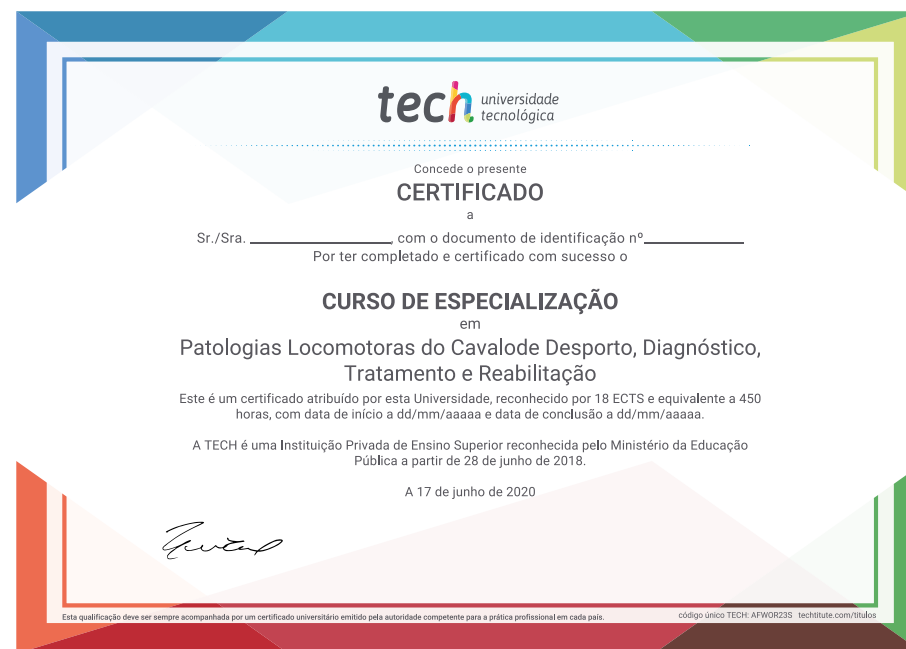 tech universidade
tecnológica
Concede o presente
CERTIFICADO
a
Sr./Sra. _________________, com o documento de identificação nº____________
Por ter completado e certificado com sucesso o
CURSO DE ESPECIALIZAÇÃO
em
Patologias Locomotoras do Cavalode Desporto, Diagnóstico,
Tratamento e Reabilitação
Este é um certificado atribuído por esta Universidade, reconhecido por 18 ECTS e equivalente a 450
horas, com data de início a dd/mm/aaaaa e data de conclusão a dd/mm/aaaaa.
A TECH é uma Instituição Privada de Ensino Superior reconhecida pelo Ministério da Educação
Pública a partir de 28 de junho de 2018.
A 17 de junho de 2020
Esta qualificação deve ser sempre acompanhada por um certificado universitário emitido pela autoridade competente para a prática profissional em cada país.
código único TECH: AFWOR23S techtitute.com/titulos